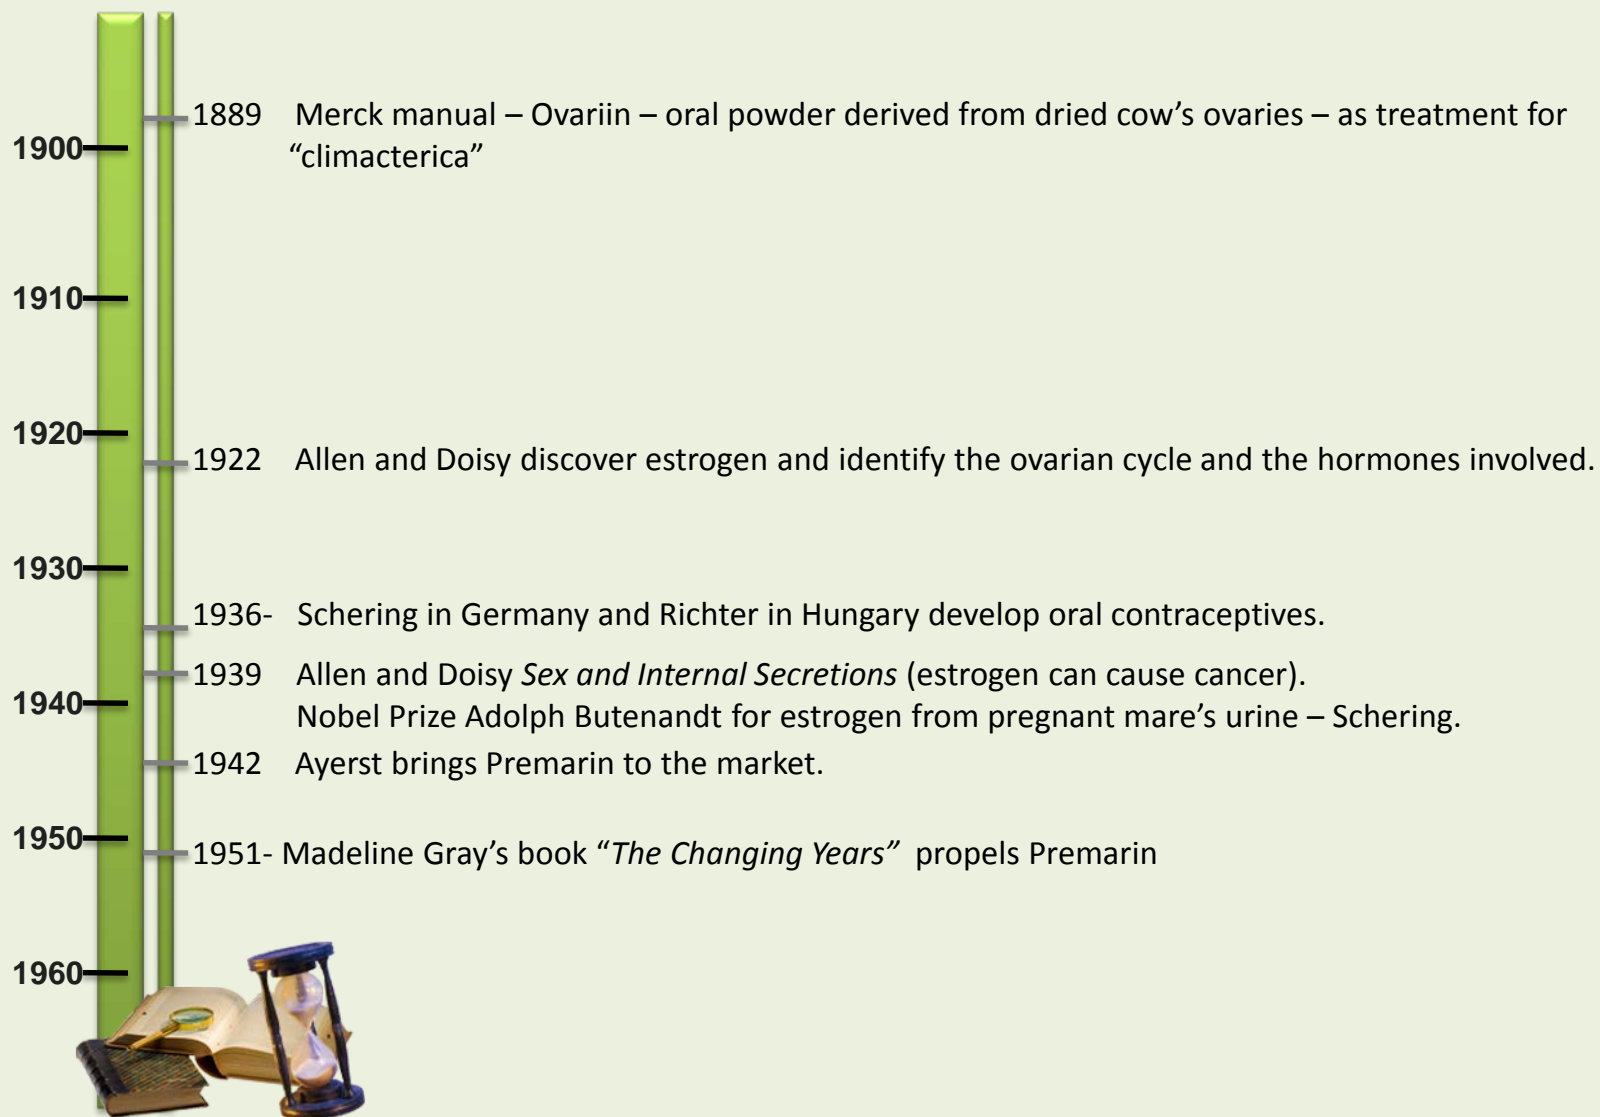 1889 Merck manual – Ovariin – oral powder derived from dried cow’s ovaries – as treatment for
1900
“climacterica”
1910
1920
1922 Allen and Doisy discover estrogen and identify the ovarian cycle and the hormones involved.
1930
1936- Schering in Germany and Richter in Hungary develop oral contraceptives.
1939 Allen and Doisy Sex and Internal Secretions (estrogen can cause cancer).
1940
Nobel Prize Adolph Butenandt for estrogen from pregnant mare’s urine – Schering.
1942 Ayerst brings Premarin to the market.
1950
1951- Madeline Gray’s book “The Changing Years” propels Premarin
1960